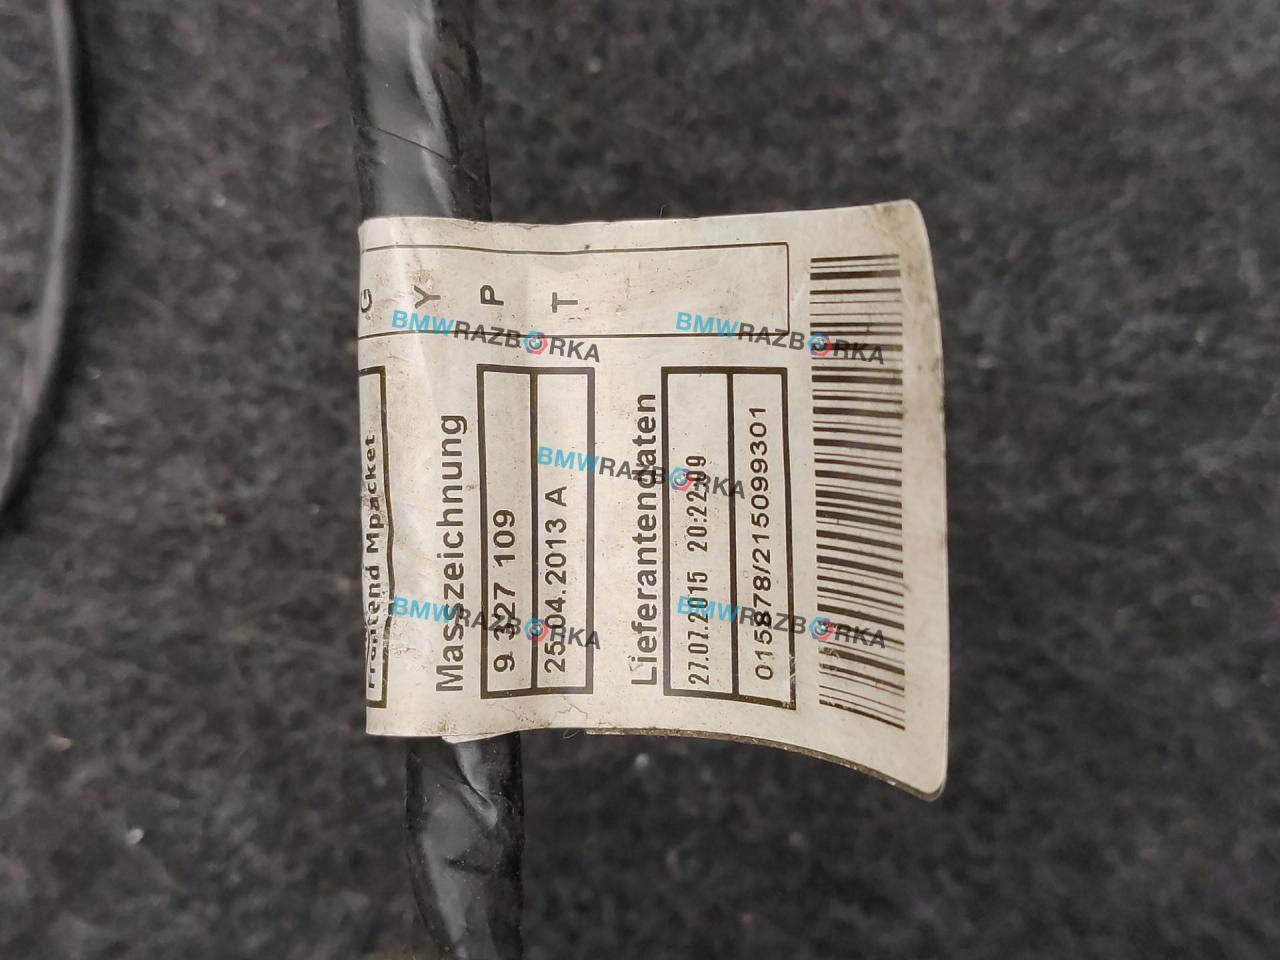 G
Y
P
T
Frontend Mpacket
Masszeichnung
9 327 109
25.04.2013 A
Lieferantendaten
27.07.2015 20:22:09
015878/215099301
BMWRAZBORKA
BMWRAZBORKA
BMWRAZBORKA
BMWRAZBORKA
BMWRAZBORKA